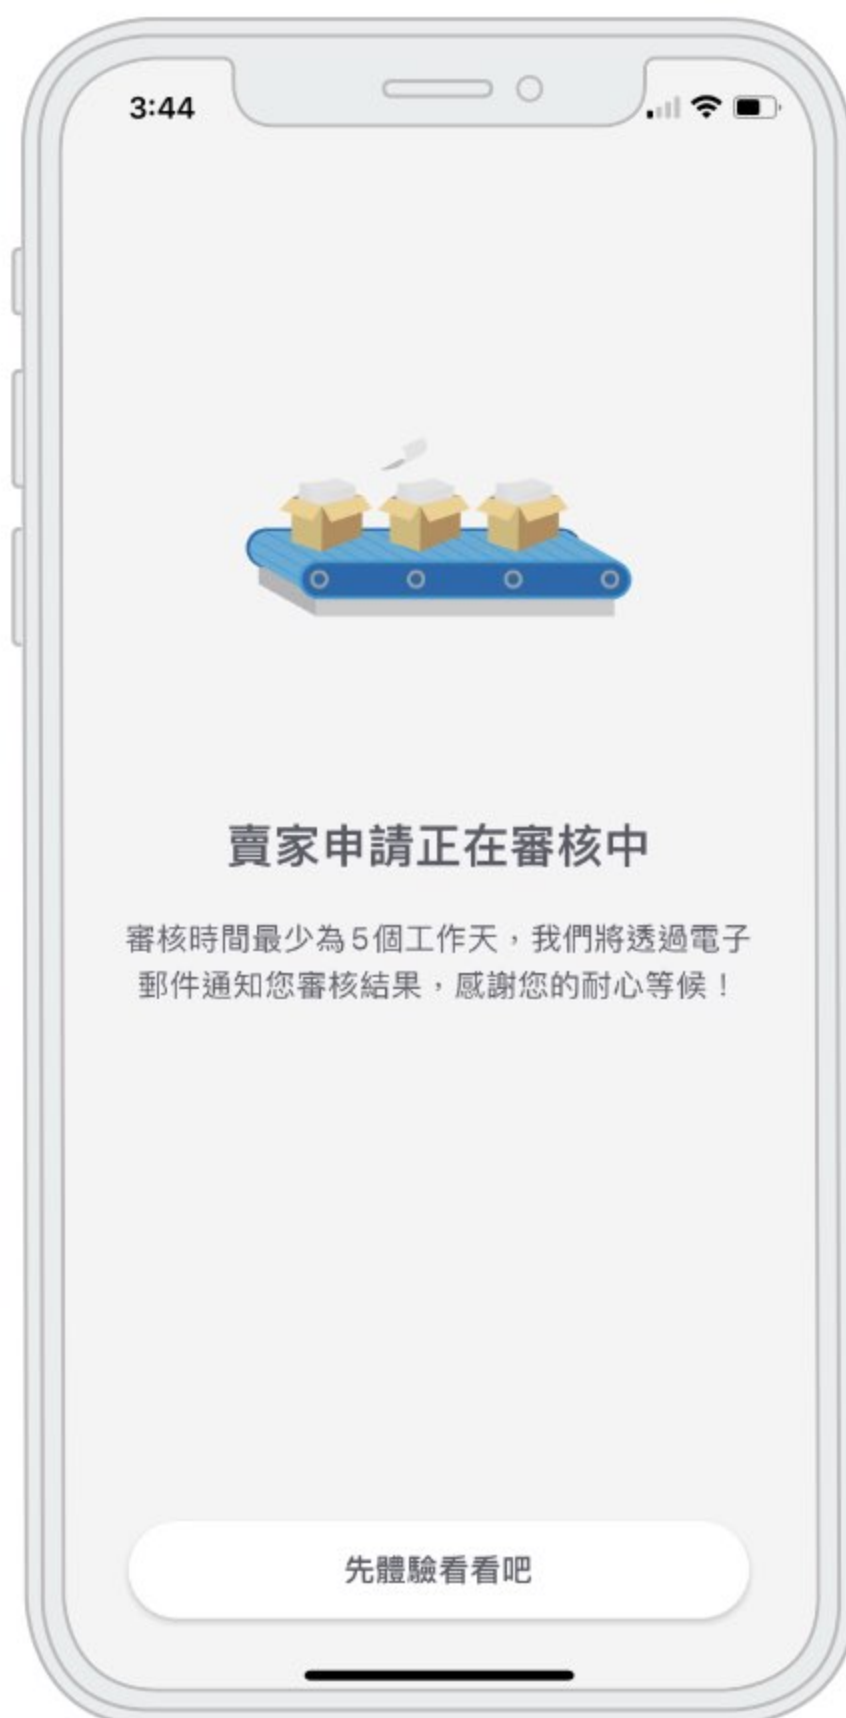 3:44
賣家申請正在審核中
審核時間最少為5個工作天，我們將透過電子
郵件通知您審核結果，感謝您的耐心等候！
先體驗看看吧